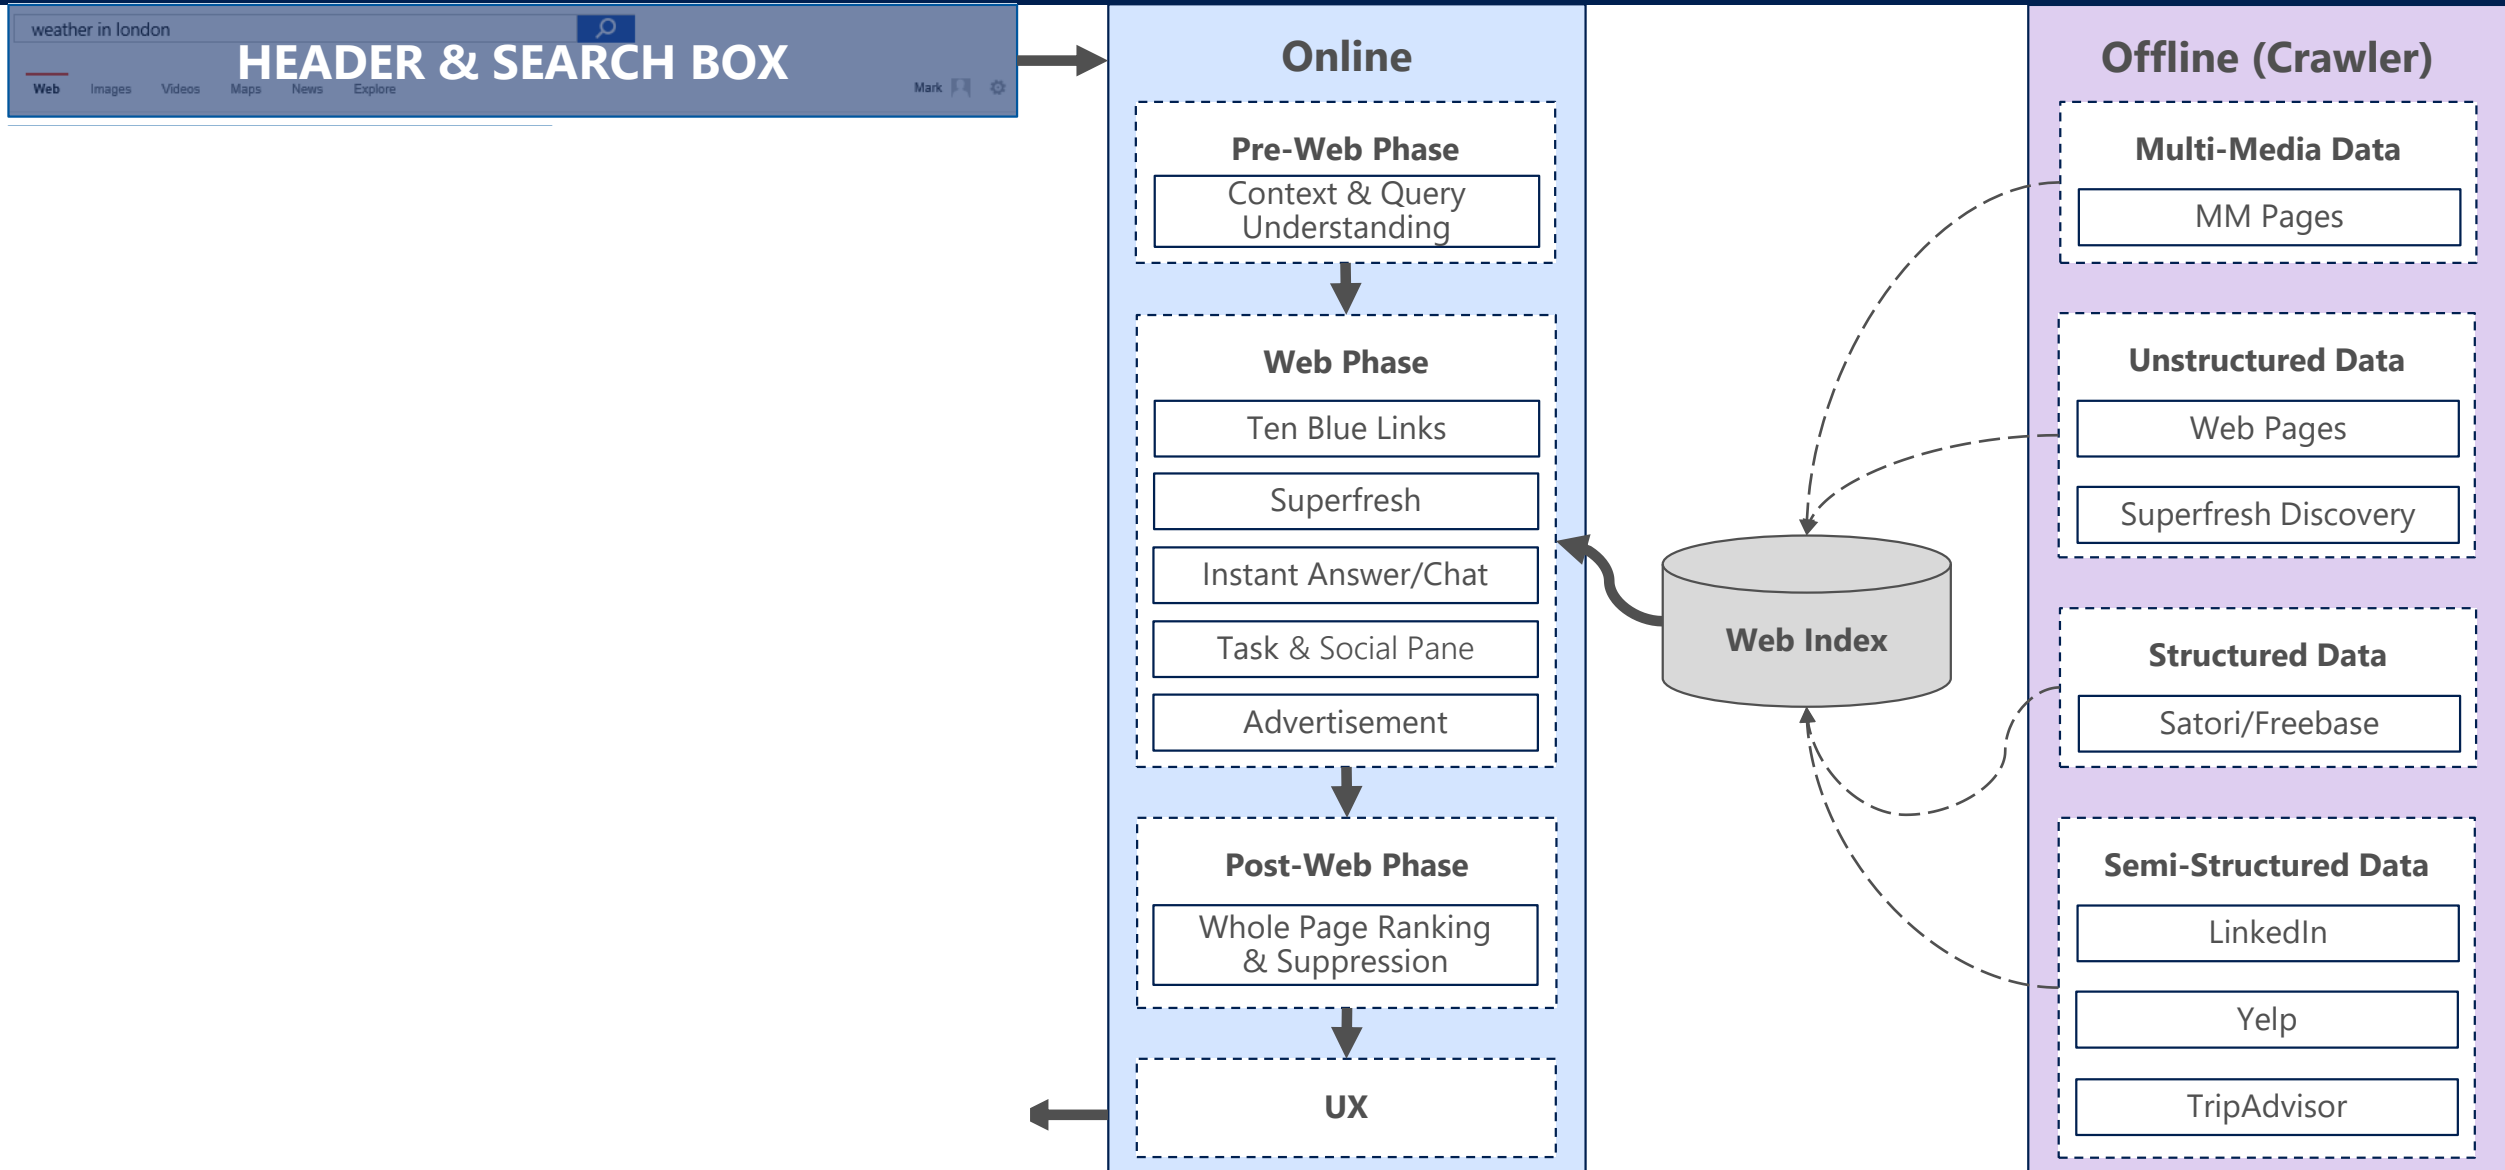 weather in london
HEADER & SEARCH BOX
Web Images Videos Maps News Explore
Mark
Online
Pre-Web Phase
Context & Query
Understanding
Web Phase
Ten Blue Links
Superfresh
Instant Answer/Chat
Task & Social Pane
Advertisement
Post-Web Phase
Whole Page Ranking
& Suppression
UX
Web Index
Offline (Crawler)
Multi-Media Data
MM Pages
Unstructured Data
Web Pages
Superfresh Discovery
Structured Data
Satori/Freebase
Semi-Structured Data
LinkedIn
Yelp
TripAdvisor